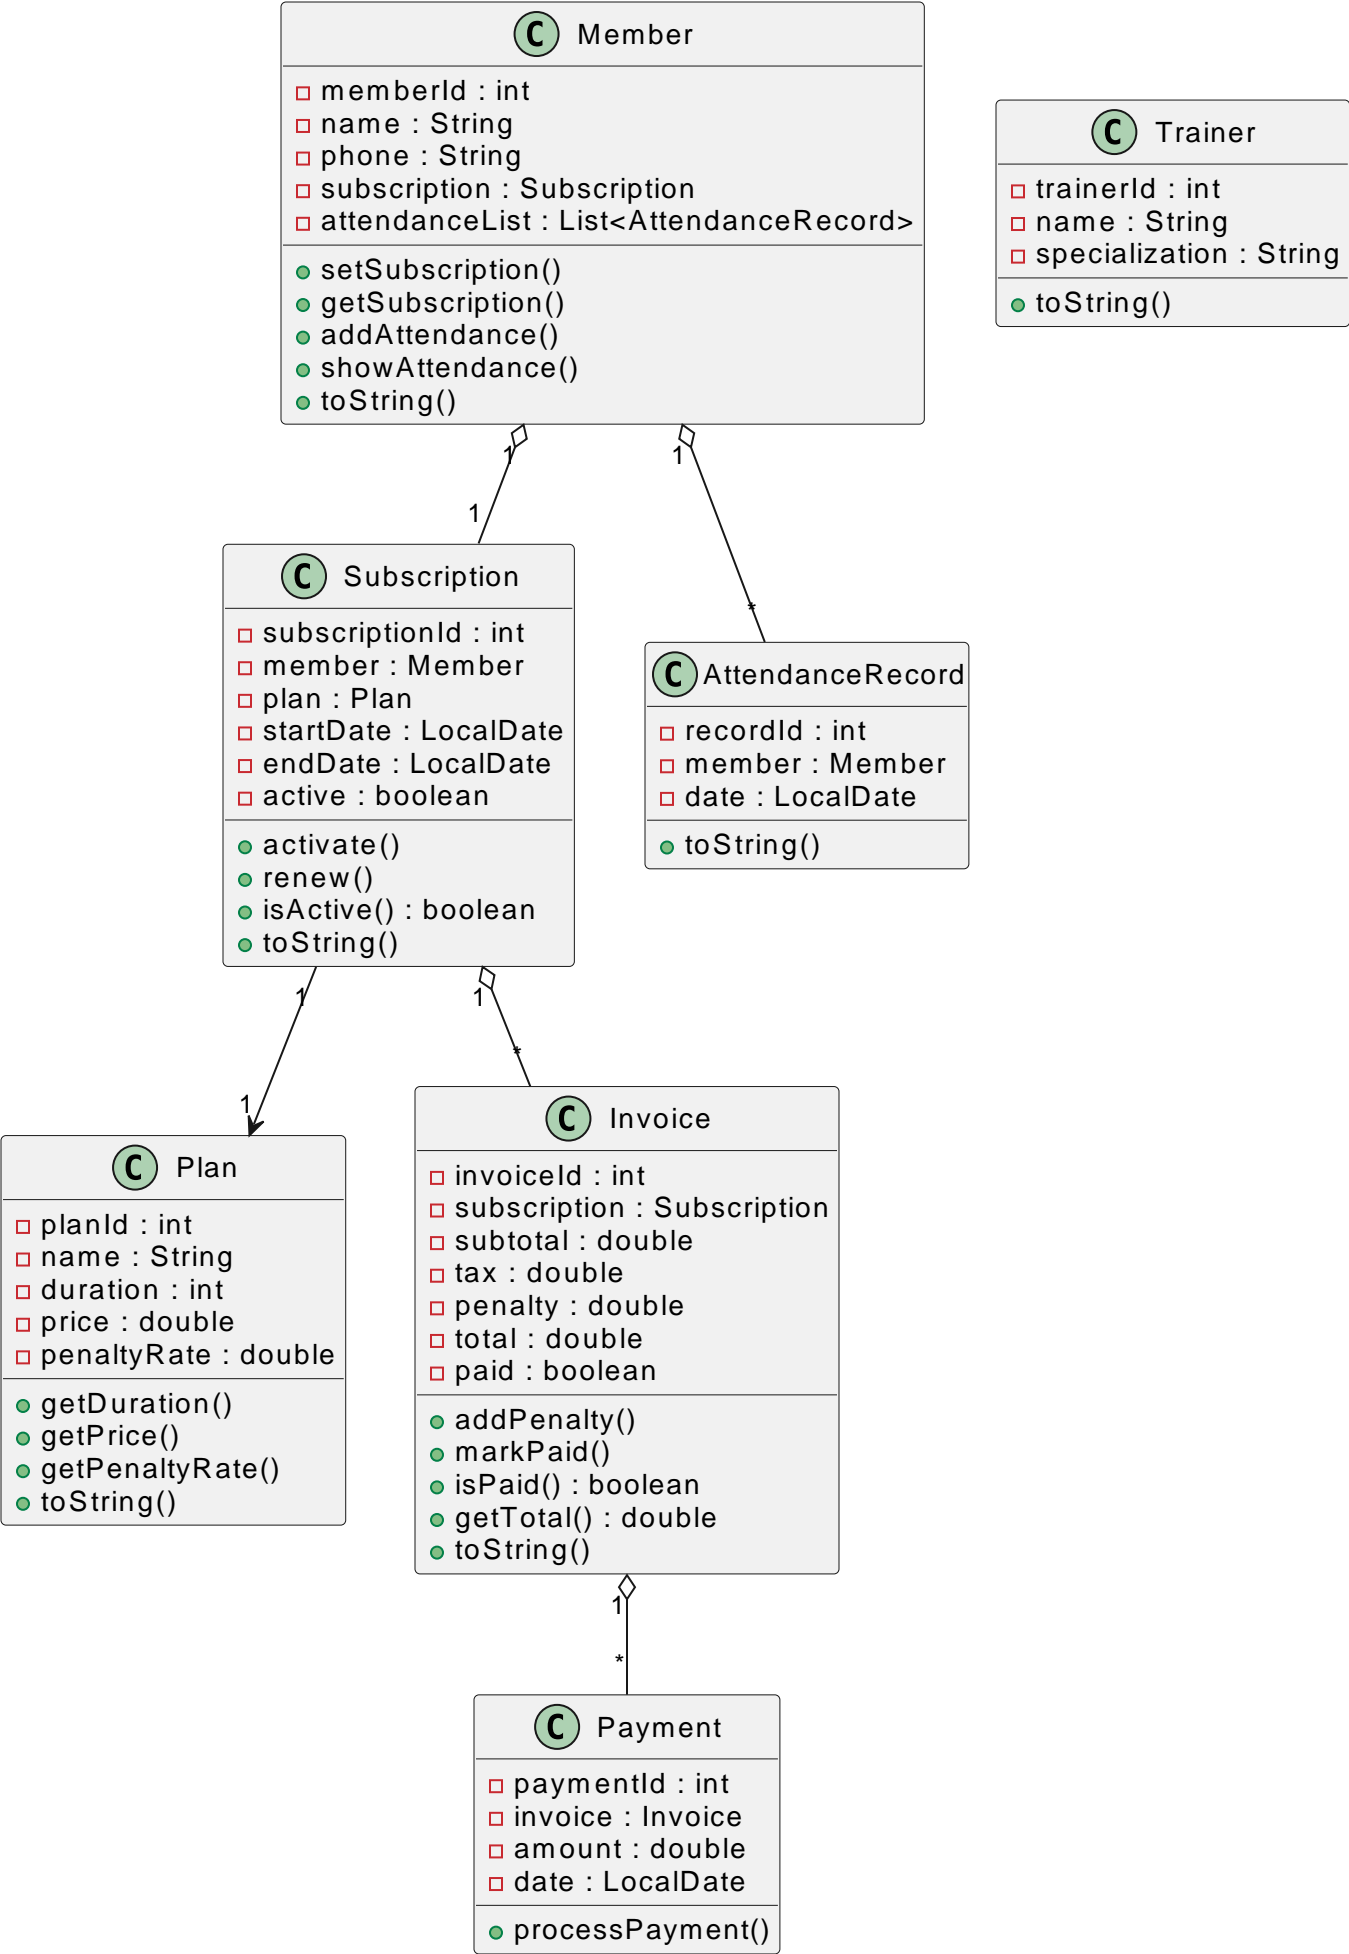 C Member
memberId : int
name : String
phone : String
subscription : Subscription
attendanceList : List<AttendanceRecord>
setSubscription()
getSubscription()
addAttendance()
showAttendance()
toString()
C Trainer
trainerId : int
name : String
specialization : String
toString()
1
1
1
*
C Subscription
subscriptionId : int
member : Member
plan : Plan
startDate : LocalDate
endDate : LocalDate
active : boolean
activate()
renew()
isActive() : boolean
toString()
C AttendanceRecord
recordId : int
member : Member
date : LocalDate
toString()
1
1
1
*
C Plan
planId : int
name : String
duration : int
price : double
penaltyRate : double
getDuration()
getPrice()
getPenaltyRate()
toString()
C Invoice
invoiceId : int
subscription : Subscription
subtotal : double
tax : double
penalty : double
total : double
paid : boolean
addPenalty()
markPaid()
isPaid() : boolean
getTotal() : double
toString()
1
*
C Payment
paymentId : int
invoice : Invoice
amount : double
date : LocalDate
processPayment()